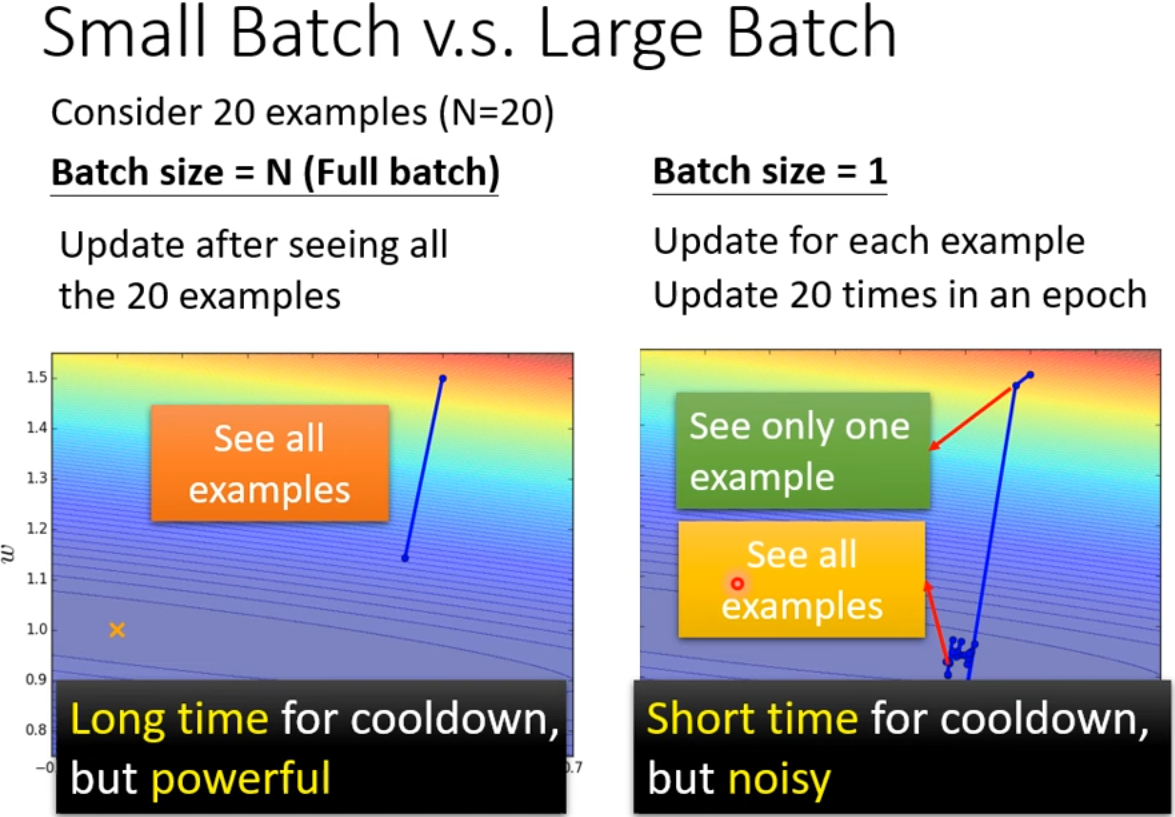 Small Batch v.s. Large Batch
Consider 20 examples (N=20)
Batch size = N (Full batch)
Update after seeing all
the 20 examples
See all
examples
1.5
1.4
1.3
1.2
1.1
1.0
0.9
0.8
w
Long time for cooldown,
but powerful
Batch size = 1
Update for each example
Update 20 times in an epoch
See only one
example
See all
examples
Short time for cooldown,
but noisy